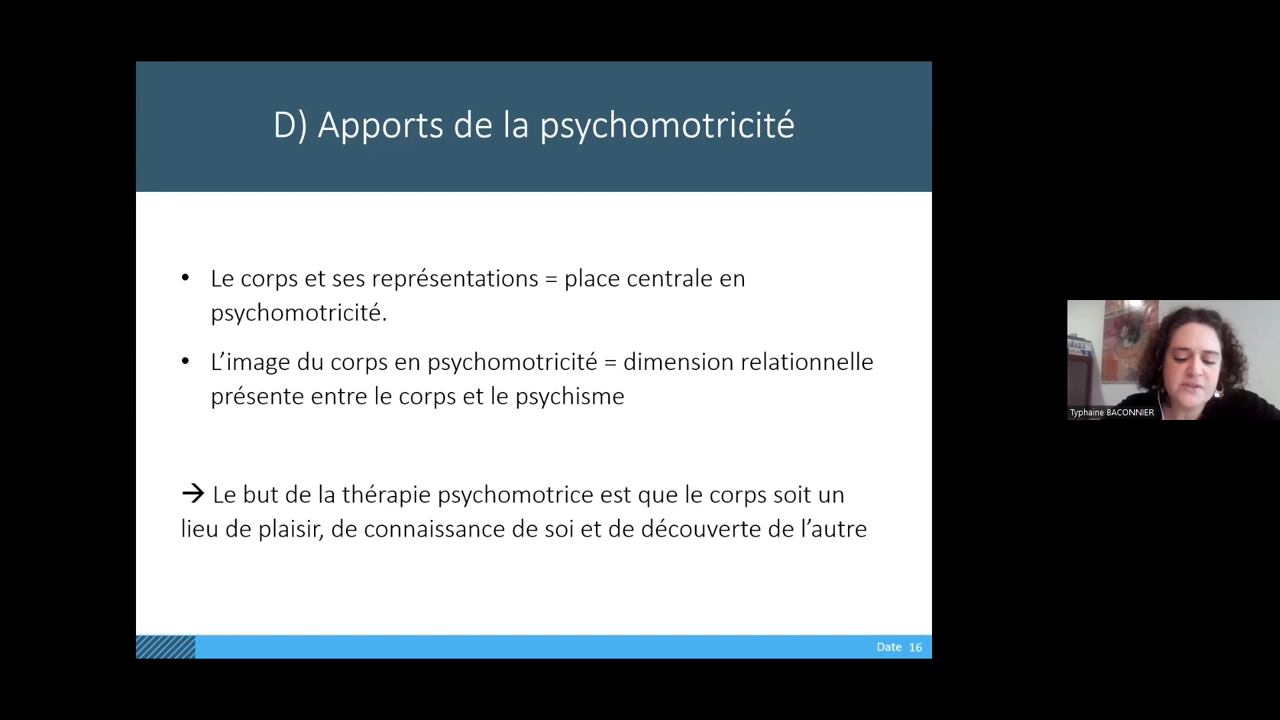 D) Apports de la psychomotricité
• Le corps et ses représentations = place centrale en
psychomotricité.
• L’image du corps en psychomotricité = dimension relationnelle
présente entre le corps et le psychisme
→ Le but de la thérapie psychomotrice est que le corps soit un
lieu de plaisir, de connaissance de soi et de découverte de l’autre
Date 16
Typhaine BACONNIER